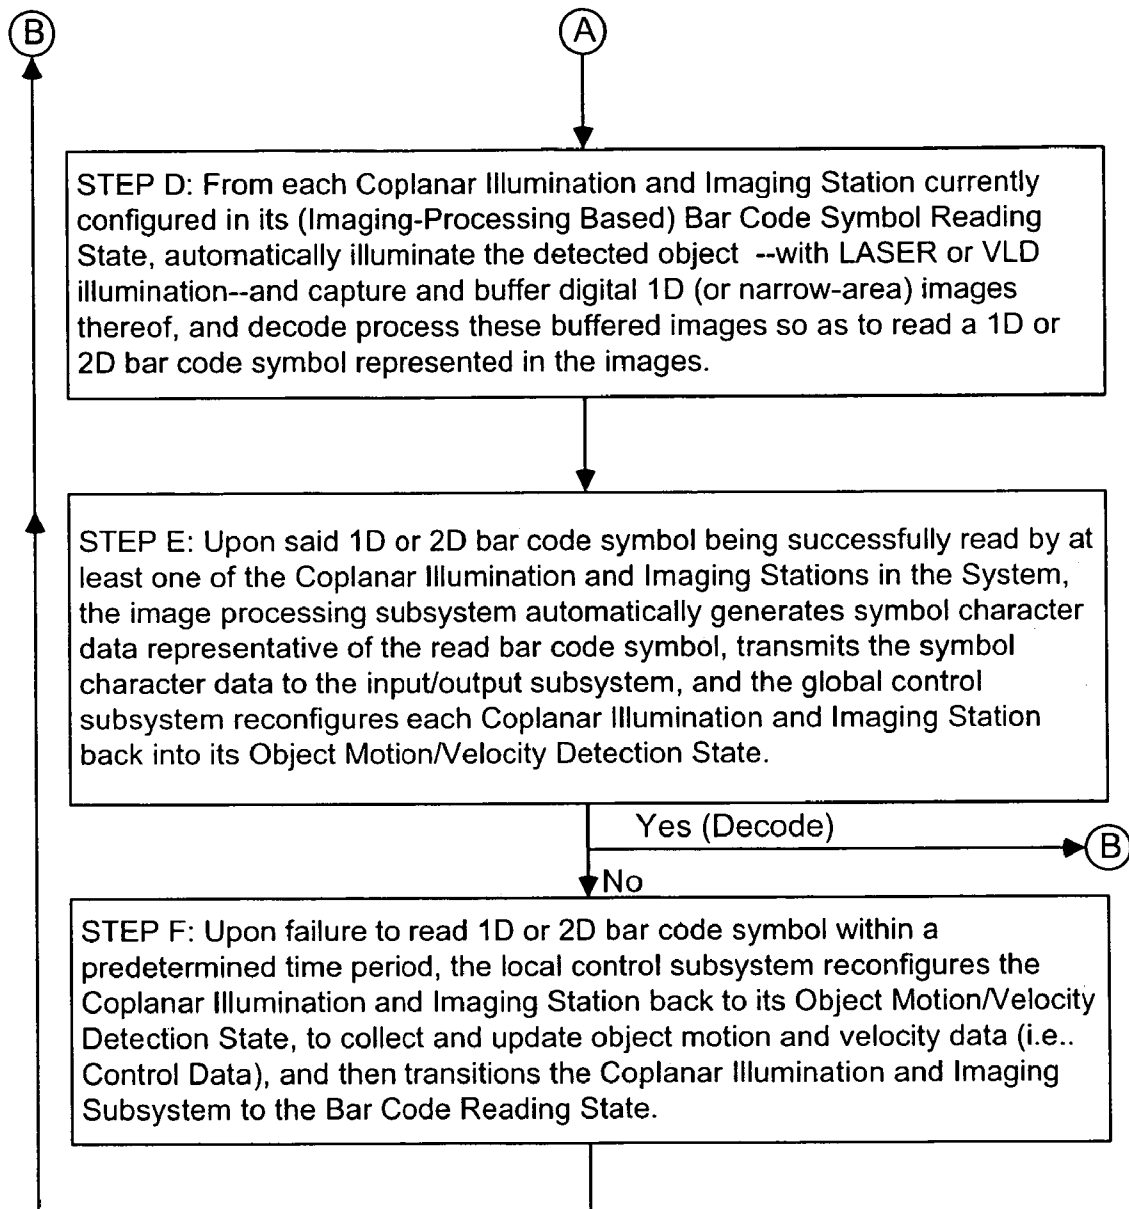 B
A
STEP D: From each Coplanar Illumination and Imaging Station currently
configured in its (Imaging-Processing Based) Bar Code Symbol Reading
State, automatically illuminate the detected object --with LASER or VLD
illumination--and capture and buffer digital 1D (or narrow-area) images
thereof, and decode process these buffered images so as to read a 1D or
2D bar code symbol represented in the images.
STEP E: Upon said 1D or 2D bar code symbol being successfully read by at
least one of the Coplanar Illumination and Imaging Stations in the System,
the image processing subsystem automatically generates symbol character
data representative of the read bar code symbol, transmits the symbol
character data to the input/output subsystem, and the global control
subsystem reconfigures each Coplanar Illumination and Imaging Station
back into its Object Motion/Velocity Detection State.
Yes (Decode)
B
No
STEP F: Upon failure to read 1D or 2D bar code symbol within a
predetermined time period, the local control subsystem reconfigures the
Coplanar Illumination and Imaging Station back to its Object Motion/Velocity
Detection State, to collect and update object motion and velocity data (i.e..
Control Data), and then transitions the Coplanar Illumination and Imaging
Subsystem to the Bar Code Reading State.